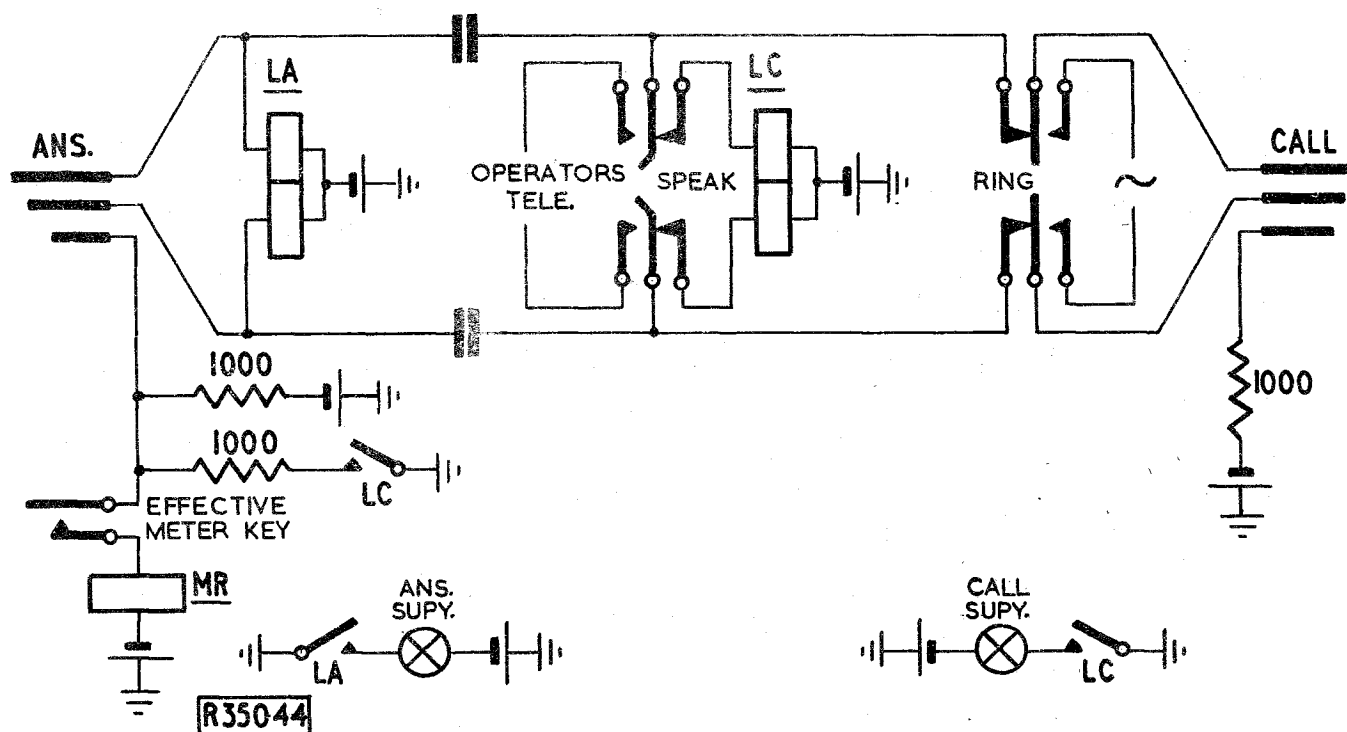 LA
LC
ANS.
OPERATORS
TELE.
SPEAK
RING
~
CALL
1000
1000
LC
1000
EFFECTIVE
METER KEY
MR
ANS.
SUPY.
LA
CALL
SUPY.
LC
R35044